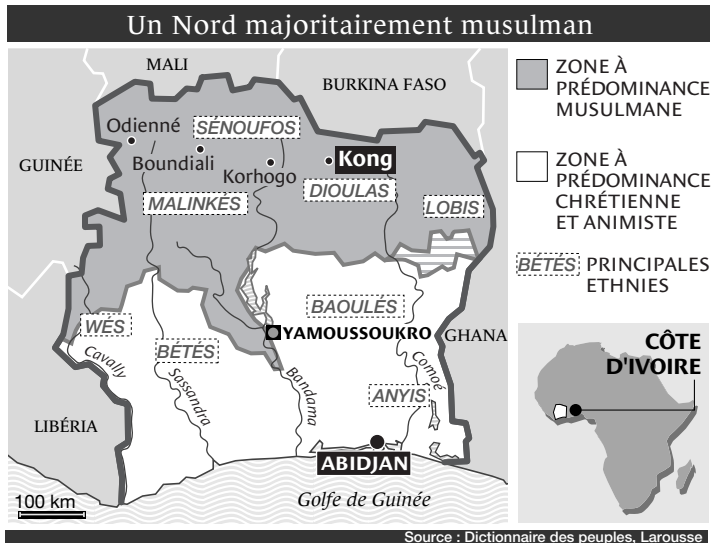 Un Nord majoritairement musulman
MALI
BURKINA FASO
GUINÉE
Odienné
SÉNOUFOS
Boundiali
Korhogo
Kong
MALINKÉS
DIOULAS
LOBIS
WÉS
BÉTÉS
BAOULÉS
YAMOUSSOUKRO
GHANA
Cavally
Sassandra
Bandama
Comoé
ANYIS
LIBÉRIA
ABIDJAN
100 km
Golfe de Guinée
ZONE À
PRÉDOMINANCE
MUSULMANE
ZONE À
PRÉDOMINANCE
CHRÉTIENNE
ET ANIMISTE
BÉTÉS PRINCIPALES
ETHNIES
CÔTE
D'IVOIRE
Source : Dictionnaire des peuples, Larousse